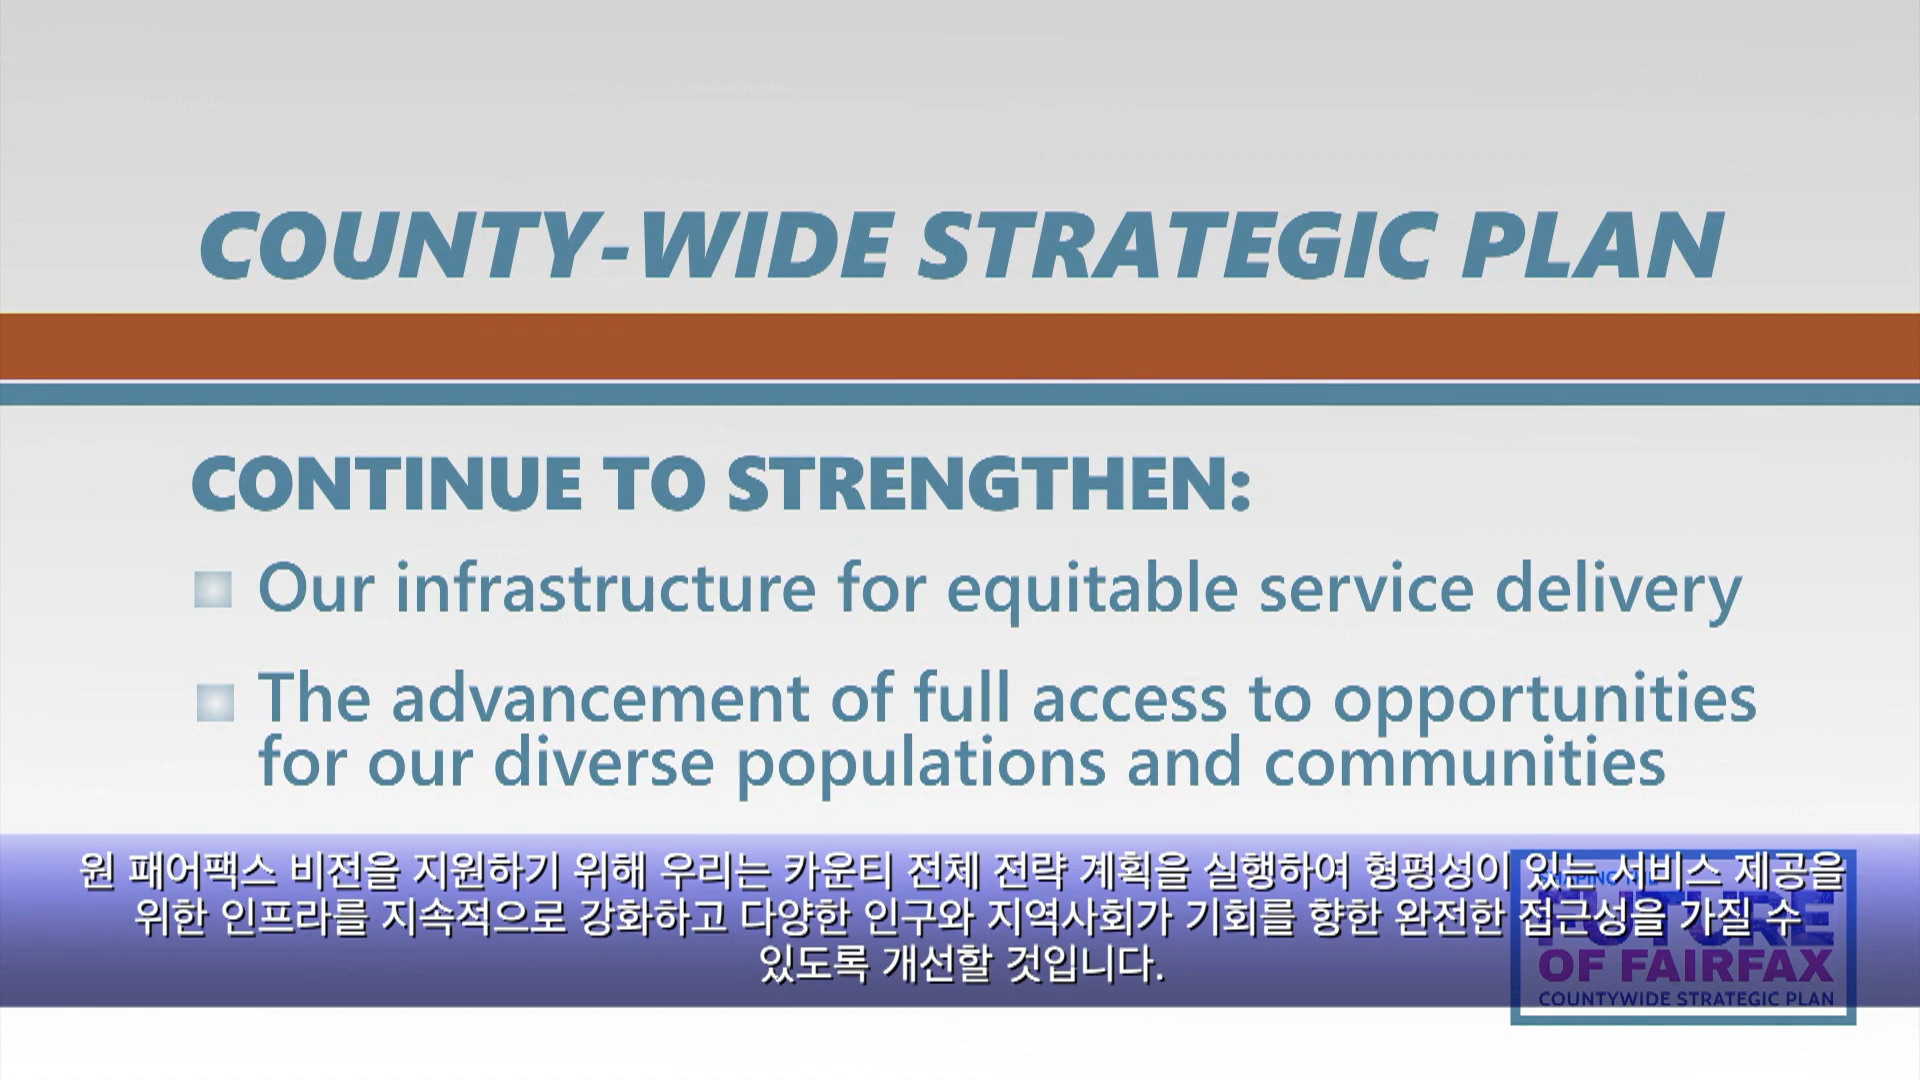 COUNTY-WIDE STRATEGIC PLAN
CONTINUE TO STRENGTHEN:
Our infrastructure for equitable service delivery
The advancement of full access to opportunities
for our diverse populations and communities
원 패어팩스 비전을 지원하기 위해 우리는 카운티 전체 전략 계획을 실행하여 형평성이 있는 서비스 제공을
위한 인프라를 지속적으로 강화하고 다양한 인구와 지역사회가 기회를 향한 완전한 접근성을 가질 수
있도록 개선할 것입니다.
SHAPING THE
FUTURE
OF FAIRFAX
COUNTYWIDE STRATEGIC PLAN